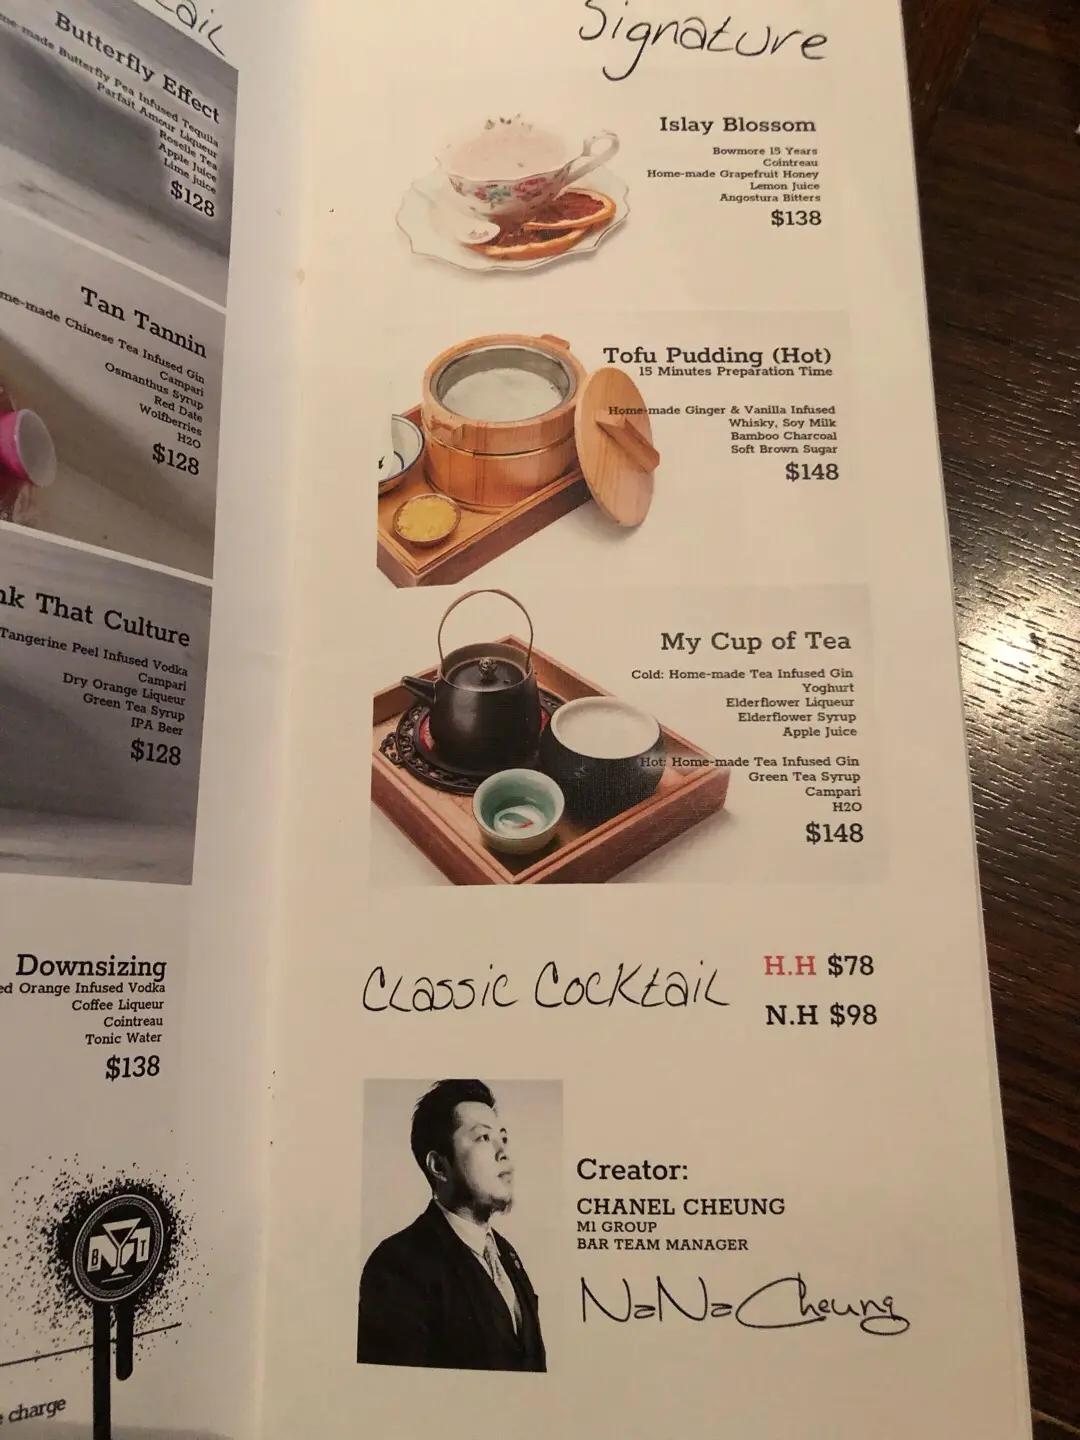 Butterfly Effect
Butterfly Pea Infused Tequila
Parfait Amour Liqueur
Roselle Tea
Apple Juice
Lime Juice
$128
Tan Tannin
Chinese Tea Infused Gin
Campari
Osmanthus Syrup
Red Date
Wolfberries
H2O
$128
That Culture
Tangerine Peel Infused Vodka
Campari
Dry Orange Liqueur
Green Tea Syrup
IPA Beer
$128
Downsizing
Orange Infused Vodka
Coffee Liqueur
Cointreau
Tonic Water
$138
charge
Signature
Islay Blossom
Bowmore 15 Years
Cointreau
Home-made Grapefruit Honey
Lemon Juice
Angostura Bitters
$138
Tofu Pudding (Hot)
15 Minutes Preparation Time
Home-made Ginger & Vanilla Infused
Whisky, Soy Milk
Bamboo Charcoal
Soft Brown Sugar
$148
My Cup of Tea
Cold: Home-made Tea Infused Gin
Yoghurt
Elderflower Liqueur
Elderflower Syrup
Apple Juice
Hot: Home-made Tea Infused Gin
Green Tea Syrup
Campari
H2O
$148
Classic Cocktail
H.H $78
N.H $98
Creator:
CHANEL CHEUNG
M1 GROUP
BAR TEAM MANAGER
NaNa Cheung